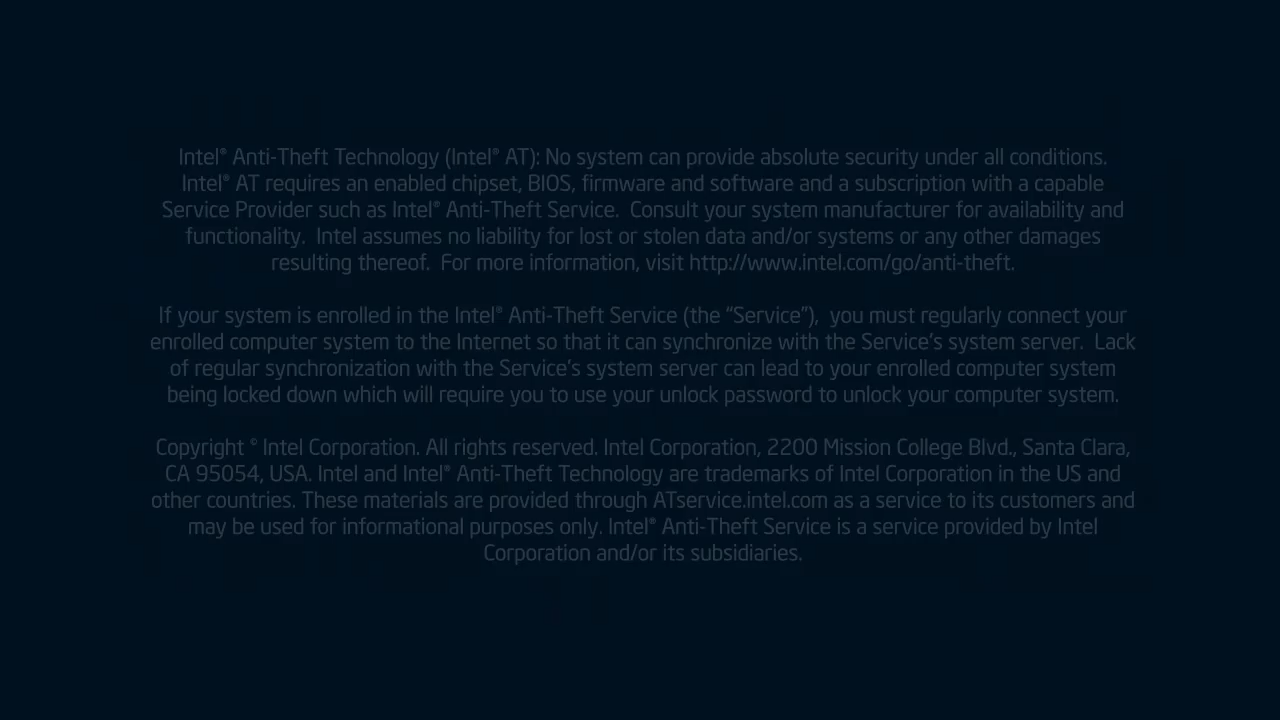 Intel® Anti-Theft Technology (Intel® AT): No system can provide absolute security under all conditions.
Intel® AT requires an enabled chipset, BIOS, firmware and software and a subscription with a capable
Service Provider such as Intel® Anti-Theft Service.  Consult your system manufacturer for availability and
functionality.  Intel assumes no liability for lost or stolen data and/or systems or any other damages
resulting thereof.  For more information, visit http://www.intel.com/go/anti-theft.
If your system is enrolled in the Intel® Anti-Theft Service (the “Service”),  you must regularly connect your
enrolled computer system to the Internet so that it can synchronize with the Service’s system server.  Lack
of regular synchronization with the Service’s system server can lead to your enrolled computer system
being locked down which will require you to use your unlock password to unlock your computer system.
Copyright © Intel Corporation. All rights reserved. Intel Corporation, 2200 Mission College Blvd., Santa Clara,
CA 95054, USA. Intel and Intel® Anti-Theft Technology are trademarks of Intel Corporation in the US and
other countries. These materials are provided through ATservice.intel.com as a service to its customers and
may be used for informational purposes only. Intel® Anti-Theft Service is a service provided by Intel
Corporation and/or its subsidiaries.